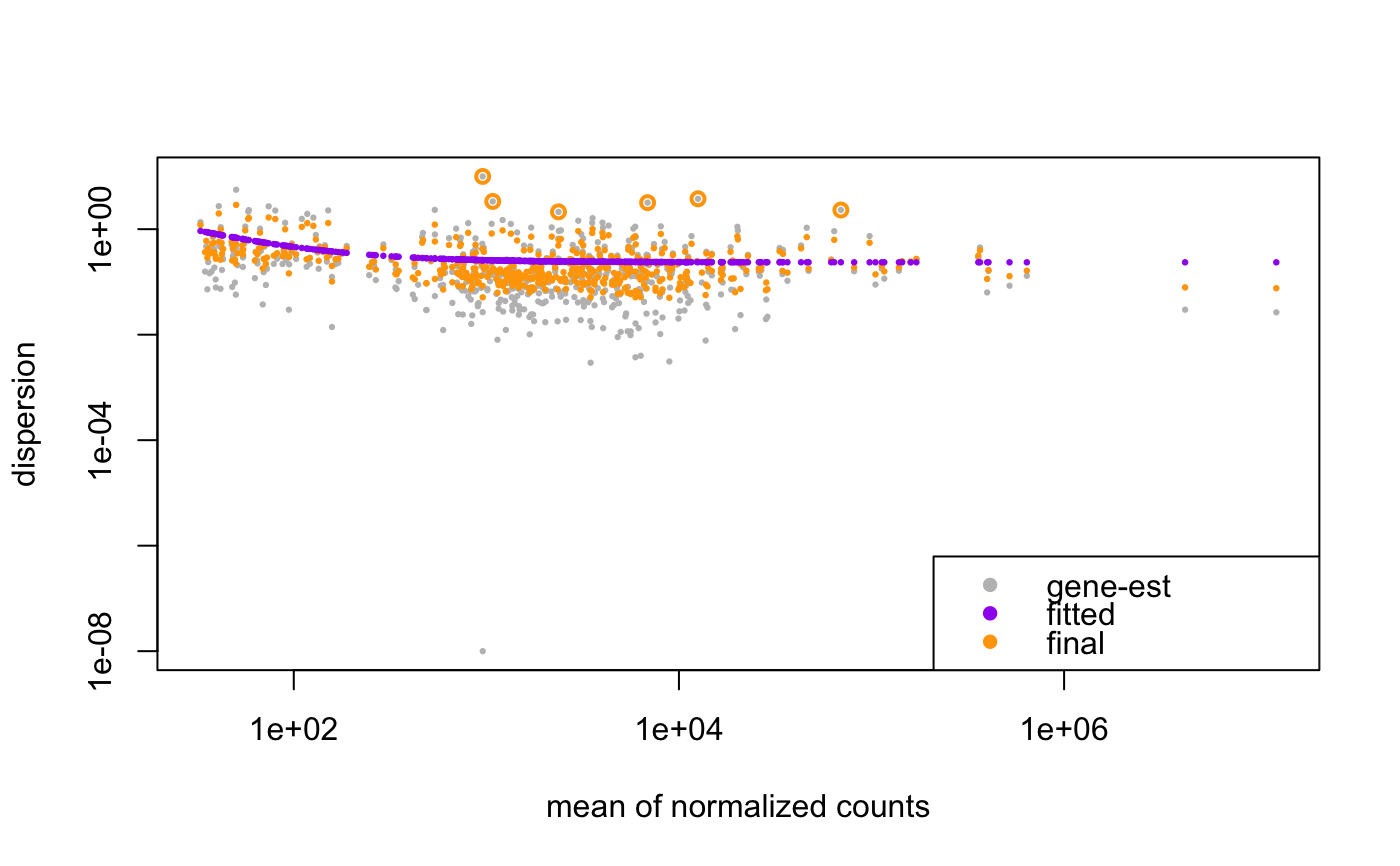 1e+00
1e-04
1e-08
dispersion
1e+02
1e+04
1e+06
mean of normalized counts
gene-est
fitted
final